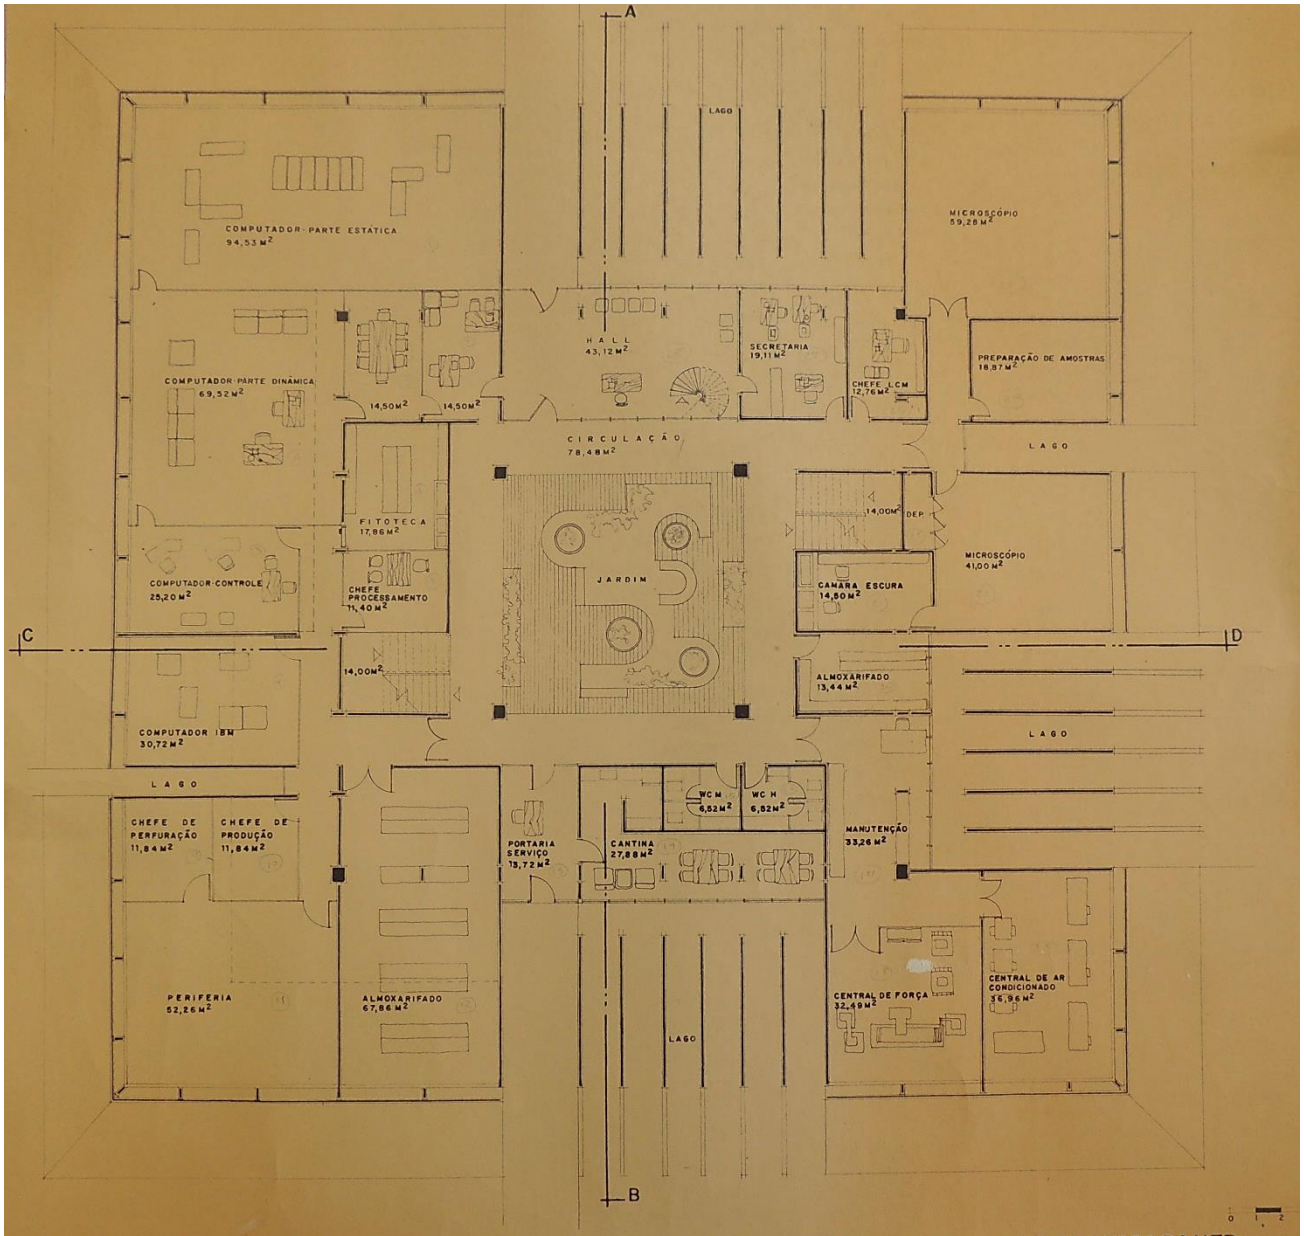 A
LAGO
MICROSCÓPIO
59,28 M²
COMPUTADOR-PARTE ESTÁTICA
94,53 M²
HALL
43,12 M²
SECRETARIA
19,11 M²
PREPARAÇÃO DE AMOSTRAS
18,87 M²
COMPUTADOR-PARTE DINÂMICA
69,52 M²
CHEFE LCM
12,76 M²
14,50 M²
14,50 M²
CIRCULAÇÃO
78,48 M²
LAGO
FITOTECA
17,86 M²
14,00 M²
DEP.
MICROSCÓPIO
41,00 M²
COMPUTADOR-CONTROLE
25,20 M²
CHEFE
PROCESSAMENTO
11,40 M²
JARDIM
CAMARA ESCURA
14,50 M²
C
D
14,00 M²
ALMOXARIFADO
13,44 M²
COMPUTADOR IBM
30,72 M²
LAGO
LAGO
CHEFE DE
PERFURAÇÃO
11,84 M²
CHEFE DE
PRODUÇÃO
11,84 M²
PORTARIA
SERVIÇO
13,72 M²
CANTINA
27,88 M²
WC M
6,52 M²
WC H
6,52 M²
MANUTENÇÃO
33,26 M²
PERIFERIA
52,26 M²
ALMOXARIFADO
67,86 M²
CENTRAL DE FORÇA
32,49 M²
CENTRAL DE AR
CONDICIONADO
36,96 M²
LAGO
B
0 1 2